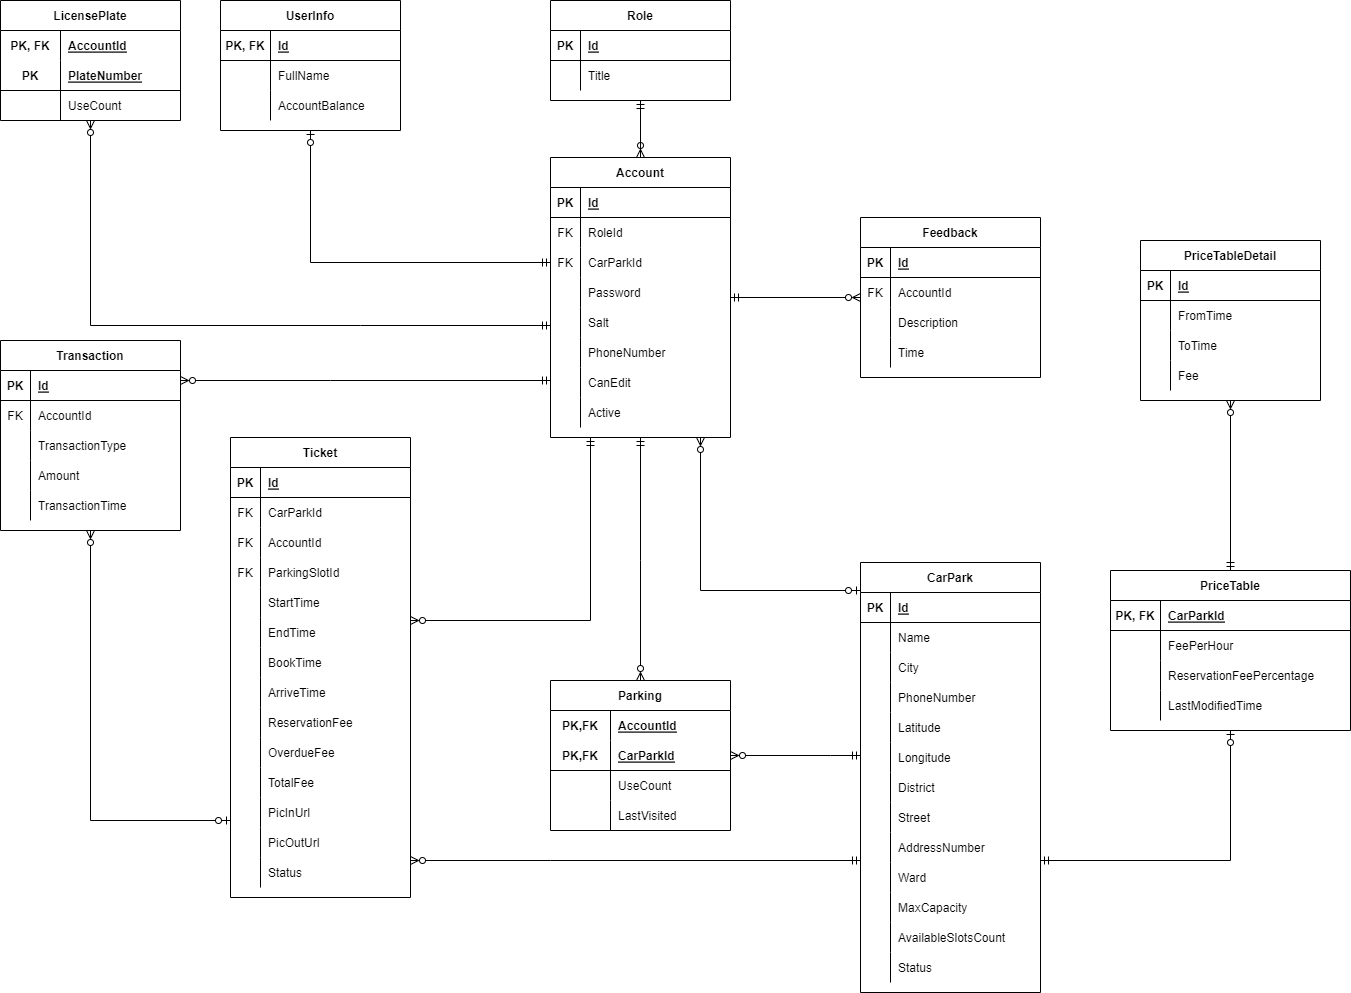 LicensePlate
PK, FK AccountId
PK PlateNumber
UseCount
UserInfo
PK, FK Id
FullName
AccountBalance
Role
PK Id
Title
Account
PK Id
FK RoleId
FK CarParkId
Password
Salt
PhoneNumber
CanEdit
Active
Feedback
PK Id
FK AccountId
Description
Time
PriceTableDetail
PK Id
FromTime
ToTime
Fee
Transaction
PK Id
FK AccountId
TransactionType
Amount
TransactionTime
Ticket
PK Id
FK CarParkId
FK AccountId
FK ParkingSlotId
StartTime
EndTime
BookTime
ArriveTime
ReservationFee
OverdueFee
TotalFee
PicInUrl
PicOutUrl
Status
Parking
PK,FK AccountId
PK,FK CarParkId
UseCount
LastVisited
CarPark
PK Id
Name
City
PhoneNumber
Latitude
Longitude
District
Street
AddressNumber
Ward
MaxCapacity
AvailableSlotsCount
Status
PriceTable
PK, FK CarParkId
FeePerHour
ReservationFeePercentage
LastModifiedTime